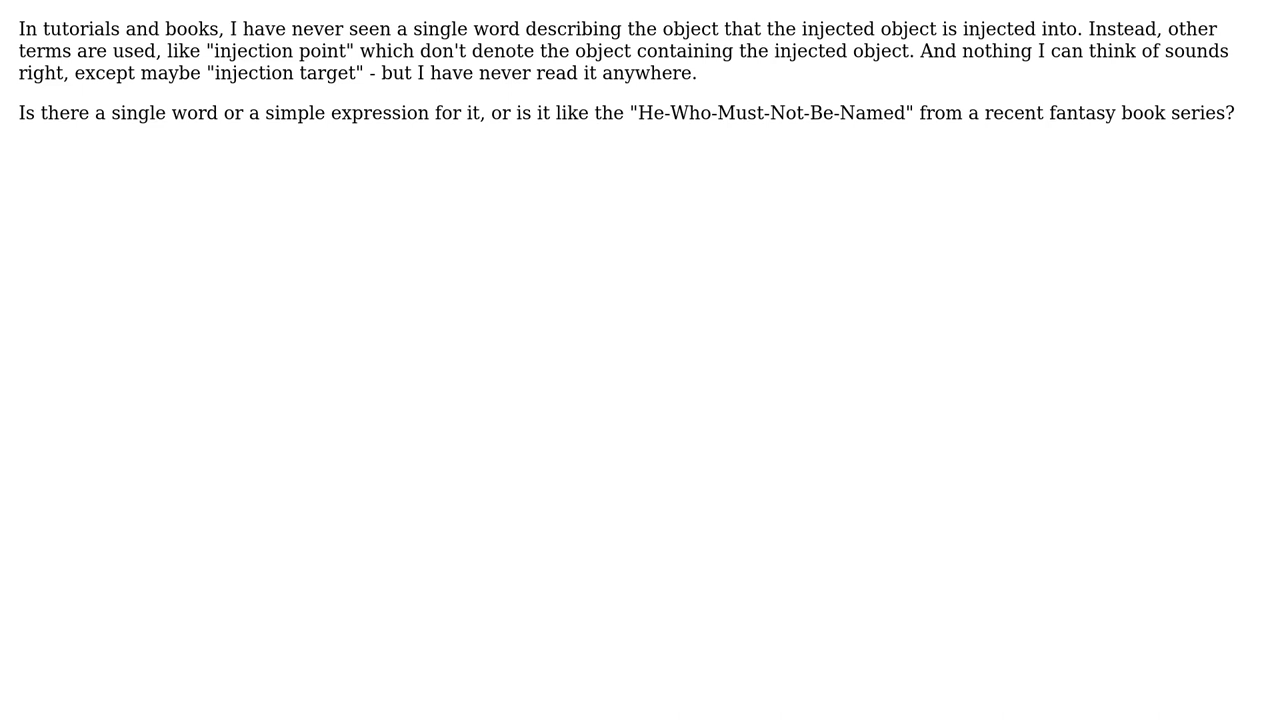 In tutorials and books, I have never seen a single word describing the object that the injected object is injected into. Instead, other
terms are used, like "injection point" which don't denote the object containing the injected object. And nothing I can think of sounds
right, except maybe "injection target" - but I have never read it anywhere.
Is there a single word or a simple expression for it, or is it like the "He-Who-Must-Not-Be-Named" from a recent fantasy book series?